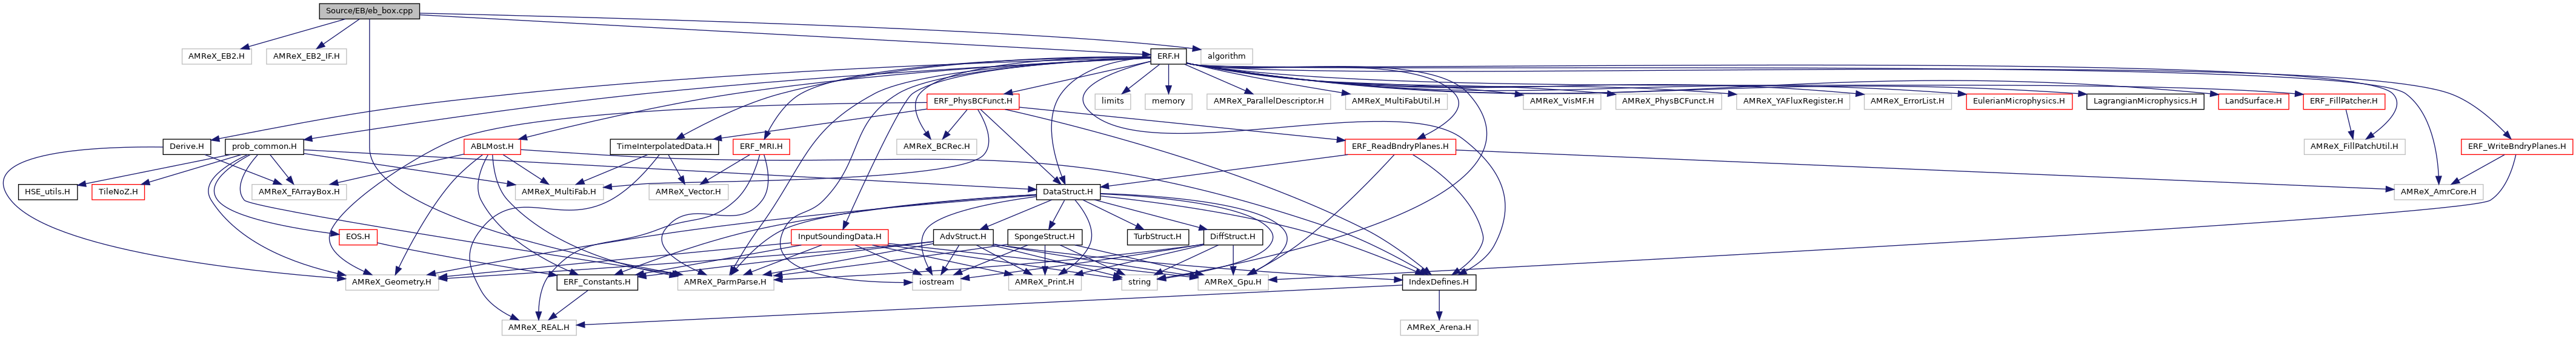 Source/EB/eb_box.cpp
AMReX_EB2.H
AMReX_EB2_IF.H
ERF.H
algorithm
ERF_PhysBCFunct.H
limits
memory
AMReX_ParallelDescriptor.H
AMReX_MultiFabUtil.H
AMReX_VisMF.H
AMReX_PhysBCFunct.H
AMReX_YAFluxRegister.H
AMReX_ErrorList.H
EulerianMicrophysics.H
LagrangianMicrophysics.H
LandSurface.H
ERF_FillPatcher.H
Derive.H
prob_common.H
ABLMost.H
TimeInterpolatedData.H
ERF_MRI.H
AMReX_BCRec.H
ERF_ReadBndryPlanes.H
AMReX_FillPatchUtil.H
ERF_WriteBndryPlanes.H
HSE_utils.H
TileNoZ.H
AMReX_FArrayBox.H
AMReX_MultiFab.H
AMReX_Vector.H
DataStruct.H
AMReX_AmrCore.H
EOS.H
InputSoundingData.H
AdvStruct.H
SpongeStruct.H
TurbStruct.H
DiffStruct.H
AMReX_Geometry.H
ERF_Constants.H
AMReX_ParmParse.H
iostream
AMReX_Print.H
string
AMReX_Gpu.H
IndexDefines.H
AMReX_REAL.H
AMReX_Arena.H